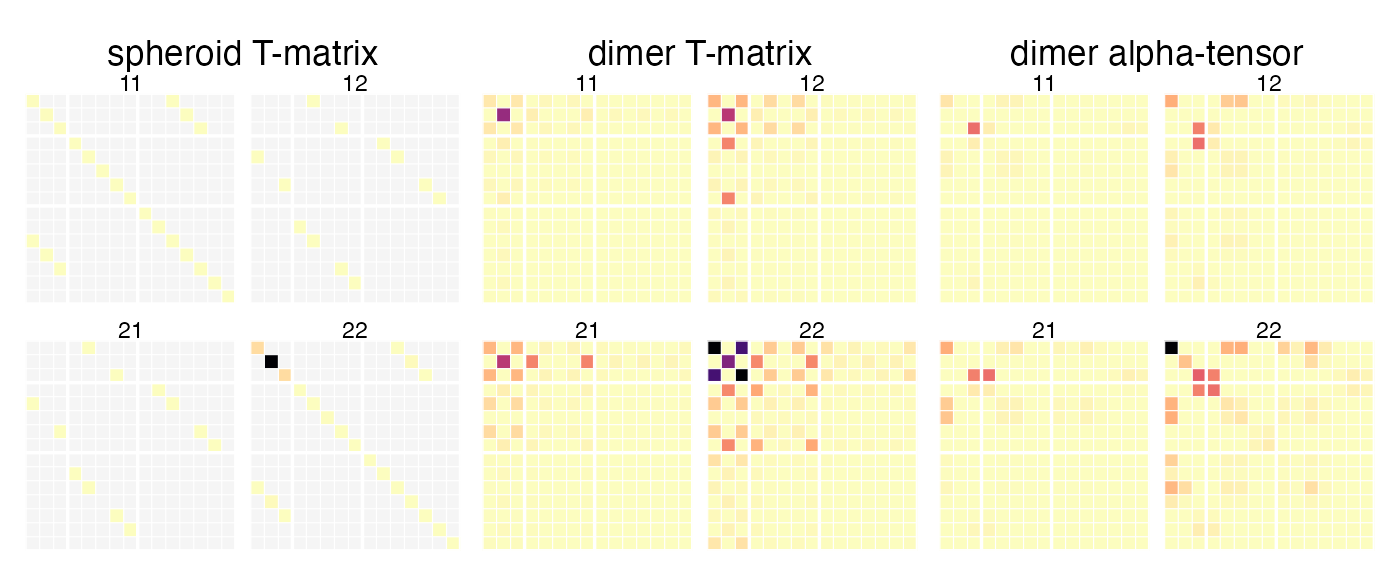 spheroid T-matrix dimer T-matrix dimer alpha-tensor
11 12 11 12 11 12
21 22 21 22 21 22